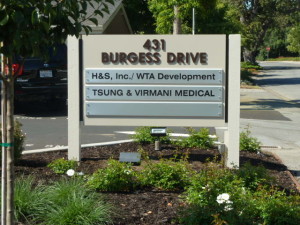 431
BURGESS DRIVE
H&S, Inc./ WTA Development
TSUNG & VIRMANI MEDICAL